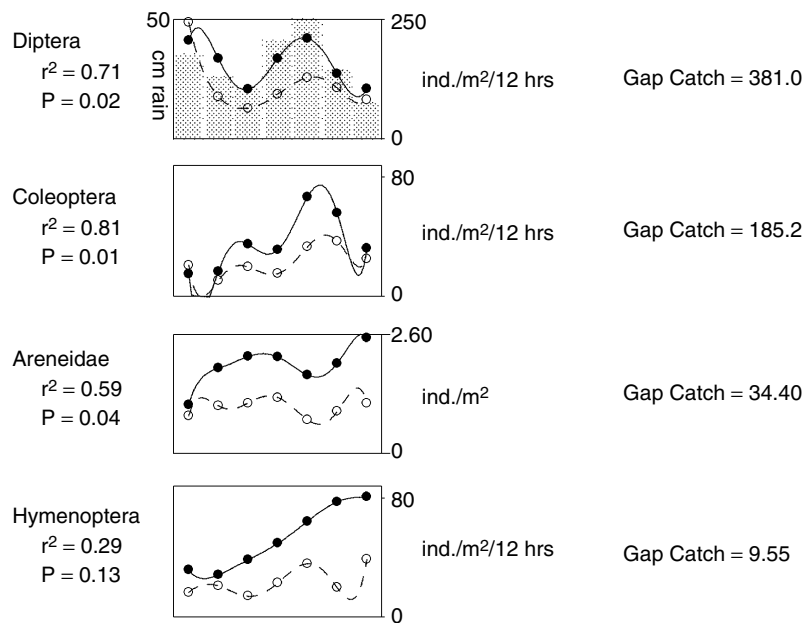 Diptera
r² = 0.71
P = 0.02
50
cm rain
0
250
0
ind./m²/12 hrs
Gap Catch = 381.0
Coleoptera
r² = 0.81
P = 0.01
80
0
ind./m²/12 hrs
Gap Catch = 185.2
Areneidae
r² = 0.59
P = 0.04
2.60
0
ind./m²
Gap Catch = 34.40
Hymenoptera
r² = 0.29
P = 0.13
80
0
ind./m²/12 hrs
Gap Catch = 9.55